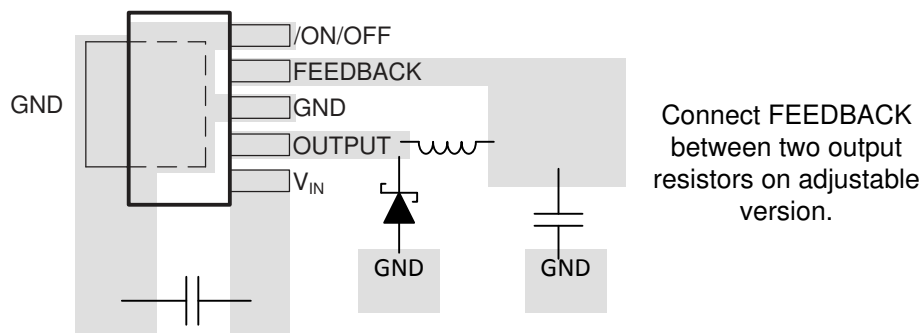 /ON/OFF
FEEDBACK
GND
GND
OUTPUT
VIN
GND
GND
Connect FEEDBACK
between two output
resistors on adjustable
version.